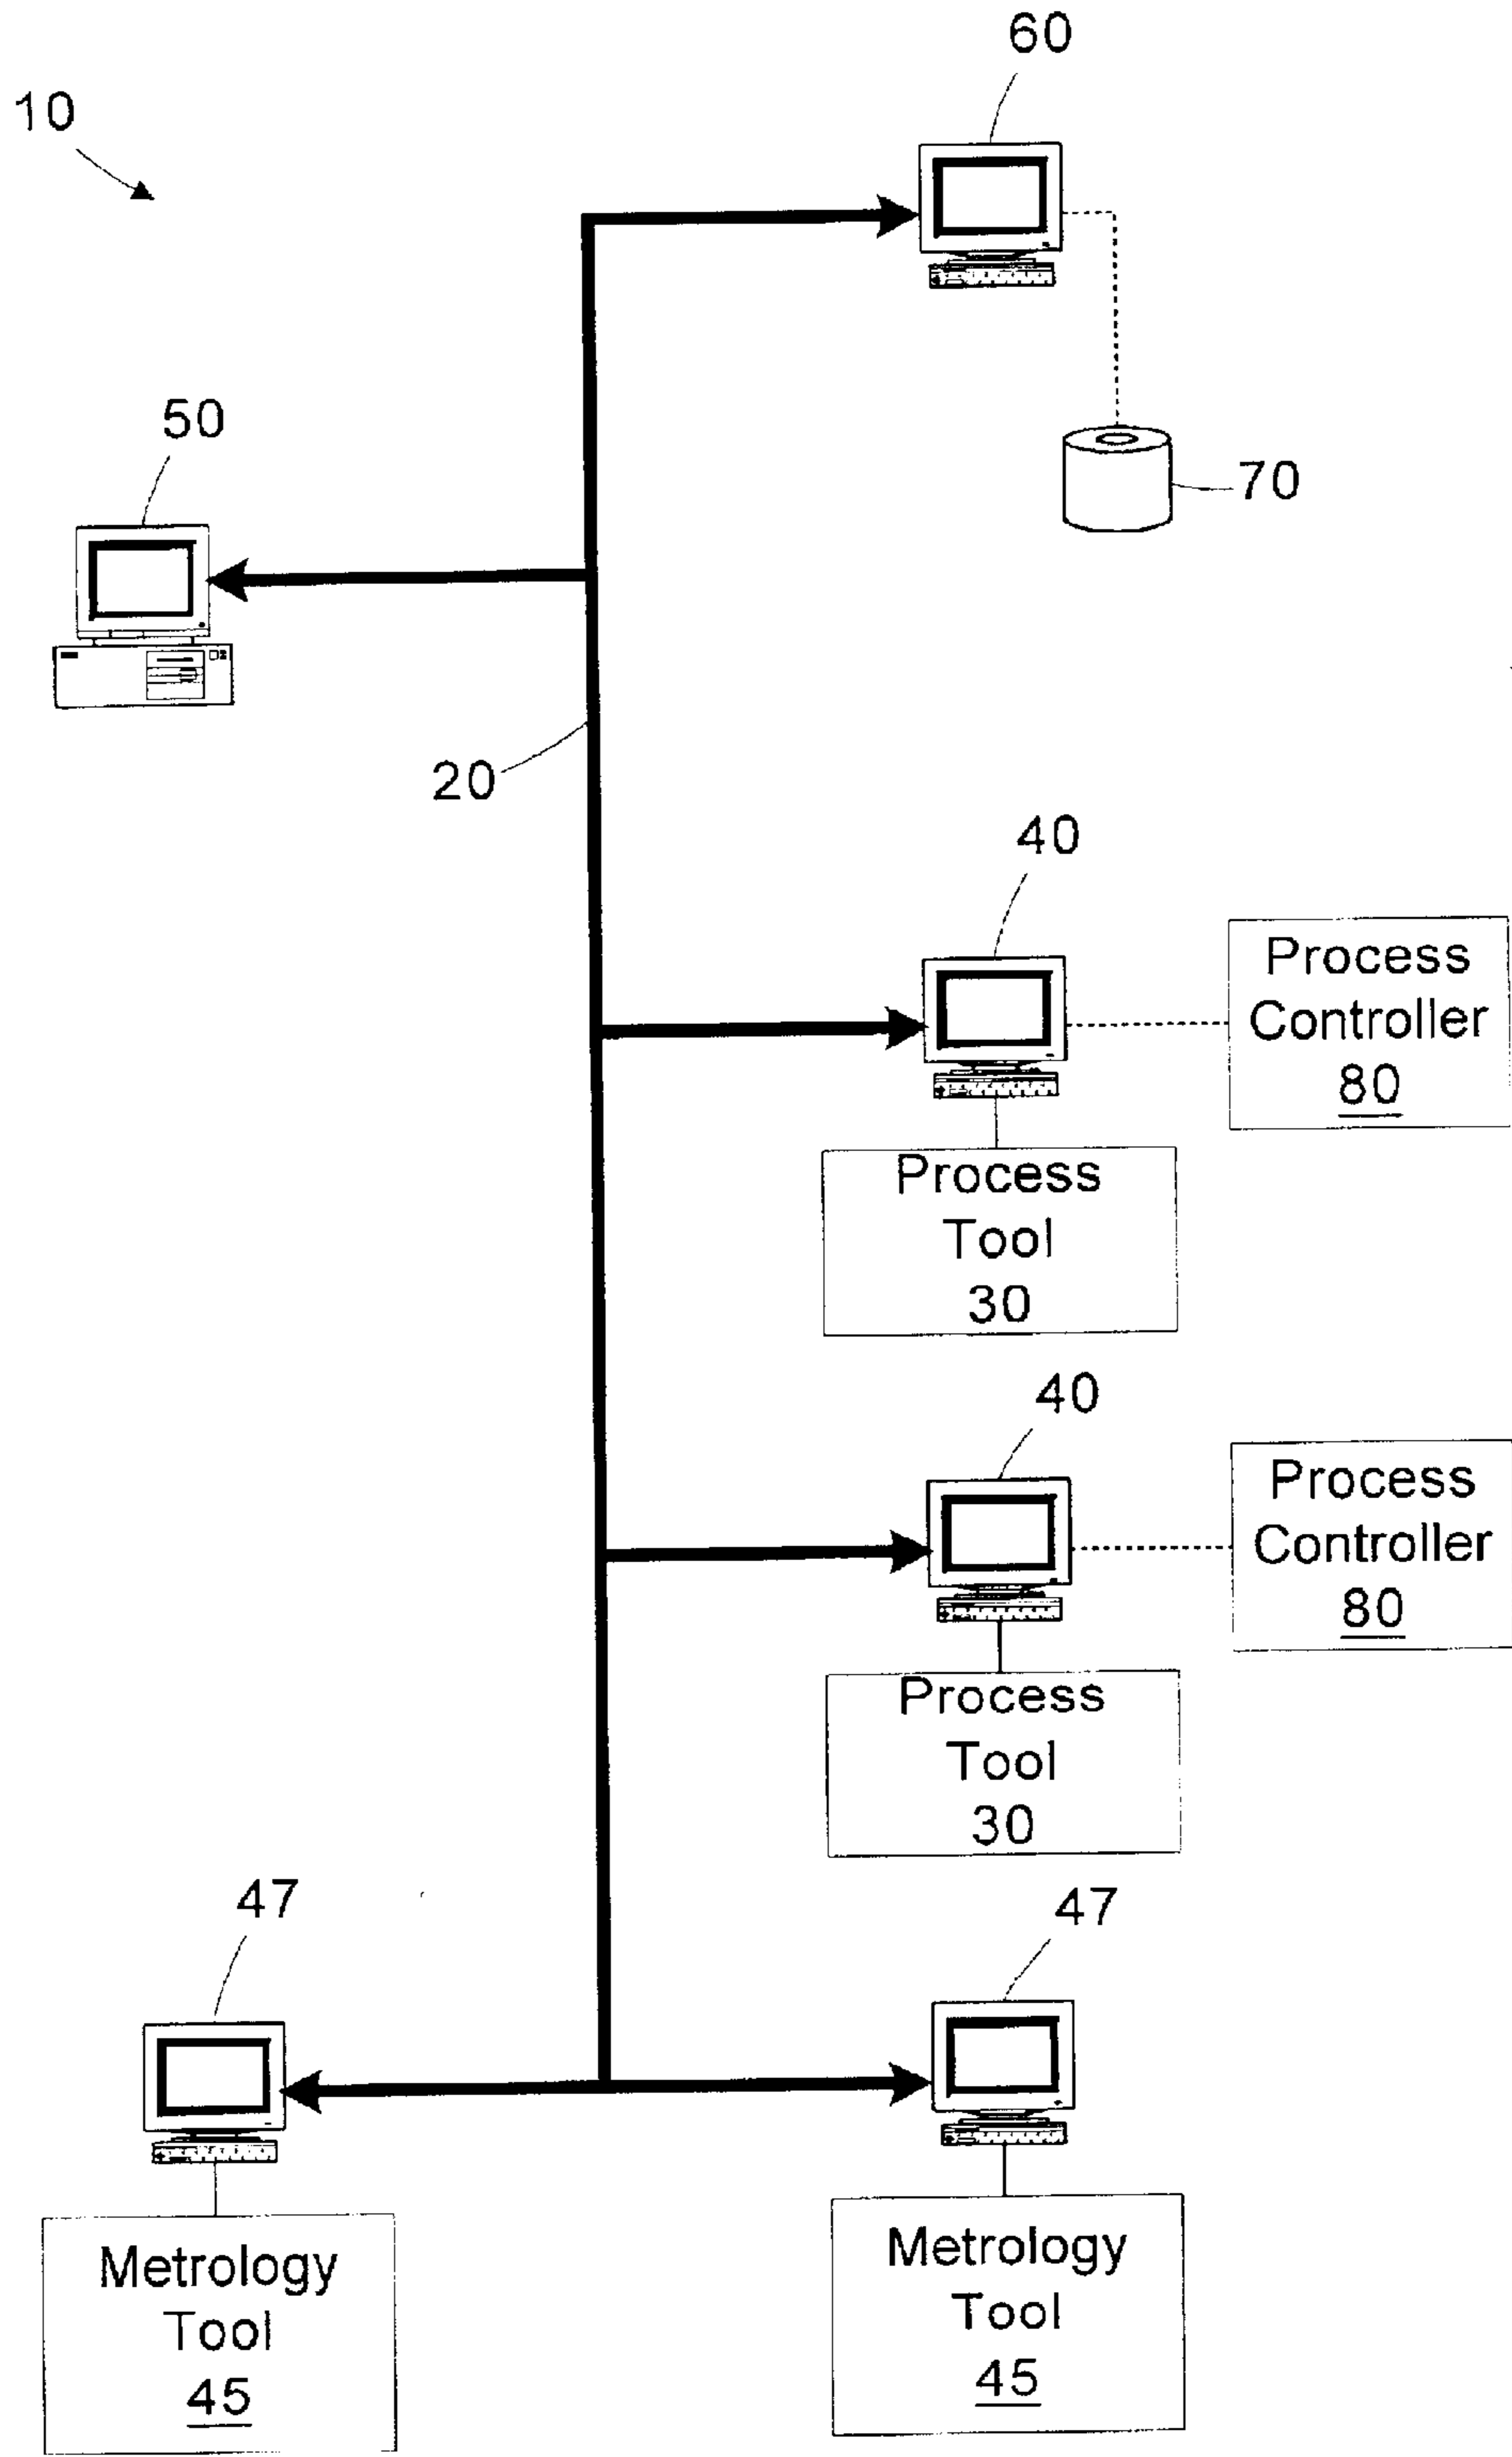 60
10
50
70
20
40
Process
Controller
80
Process
Tool
30
40
Process
Controller
80
Process
Tool
30
47
47
Metrology
Tool
45
Metrology
Tool
45